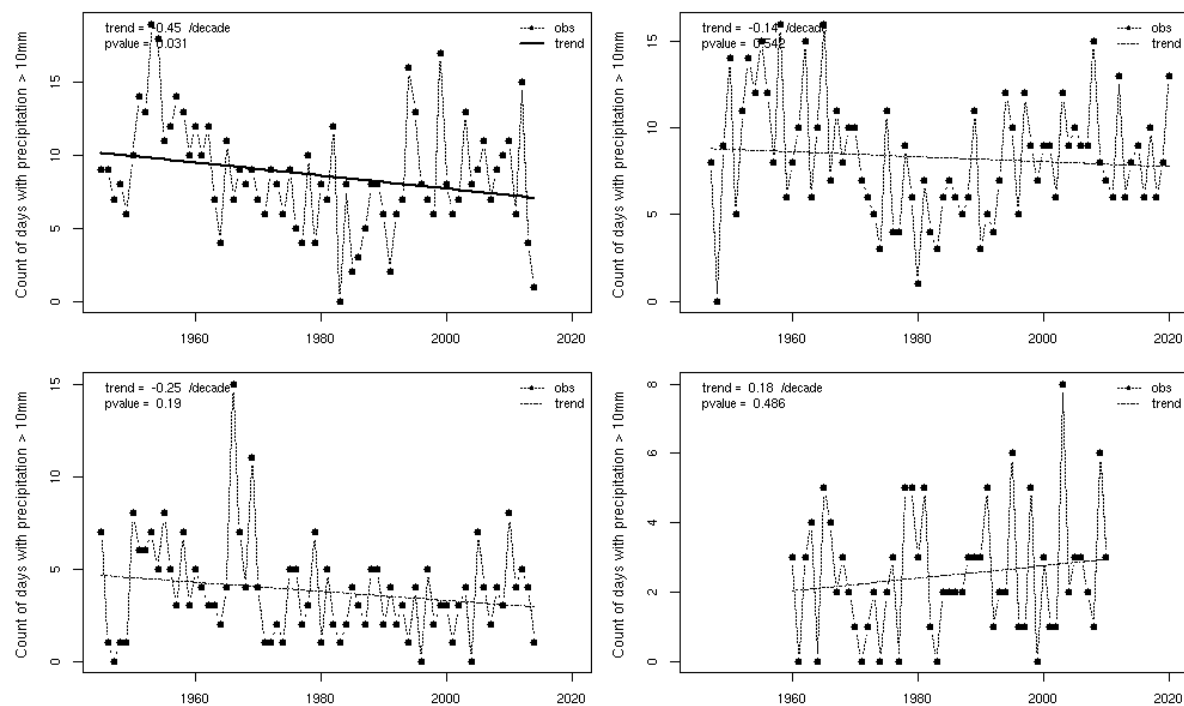 trend = -0.45 /decade
pvalue = 0.031
obs
trend
Count of days with precipitation > 10mm
15
10
5
0
1960
1980
2000
2020
trend = -0.14 /decade
pvalue = 0.542
obs
trend
Count of days with precipitation > 10mm
15
10
5
0
1960
1980
2000
2020
trend = -0.25 /decade
pvalue = 0.19
obs
trend
Count of days with precipitation > 10mm
15
10
5
0
1960
1980
2000
2020
trend = 0.18 /decade
pvalue = 0.486
obs
trend
Count of days with precipitation > 10mm
8
6
4
2
0
1960
1980
2000
2020